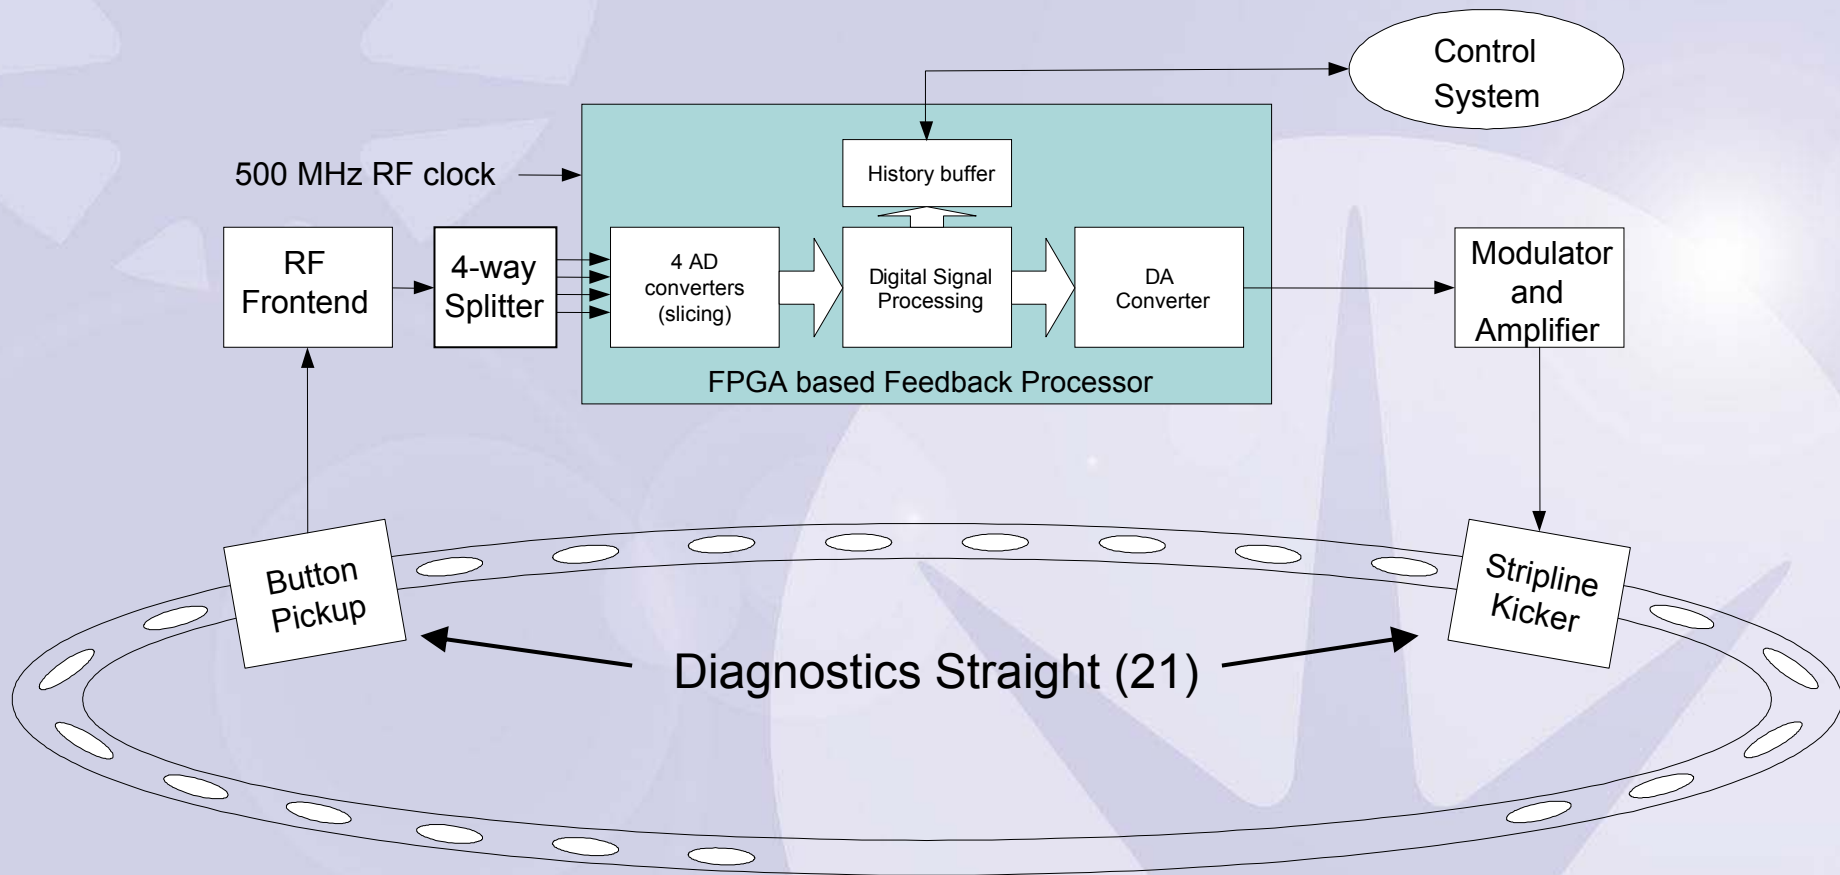 Control
System
500 MHz RF clock
History buffer
RF
Frontend
4-way
Splitter
4 AD
converters
(slicing)
Digital Signal
Processing
DA
Converter
Modulator
and
Amplifier
FPGA based Feedback Processor
Button
Pickup
Stripline
Kicker
Diagnostics Straight (21)